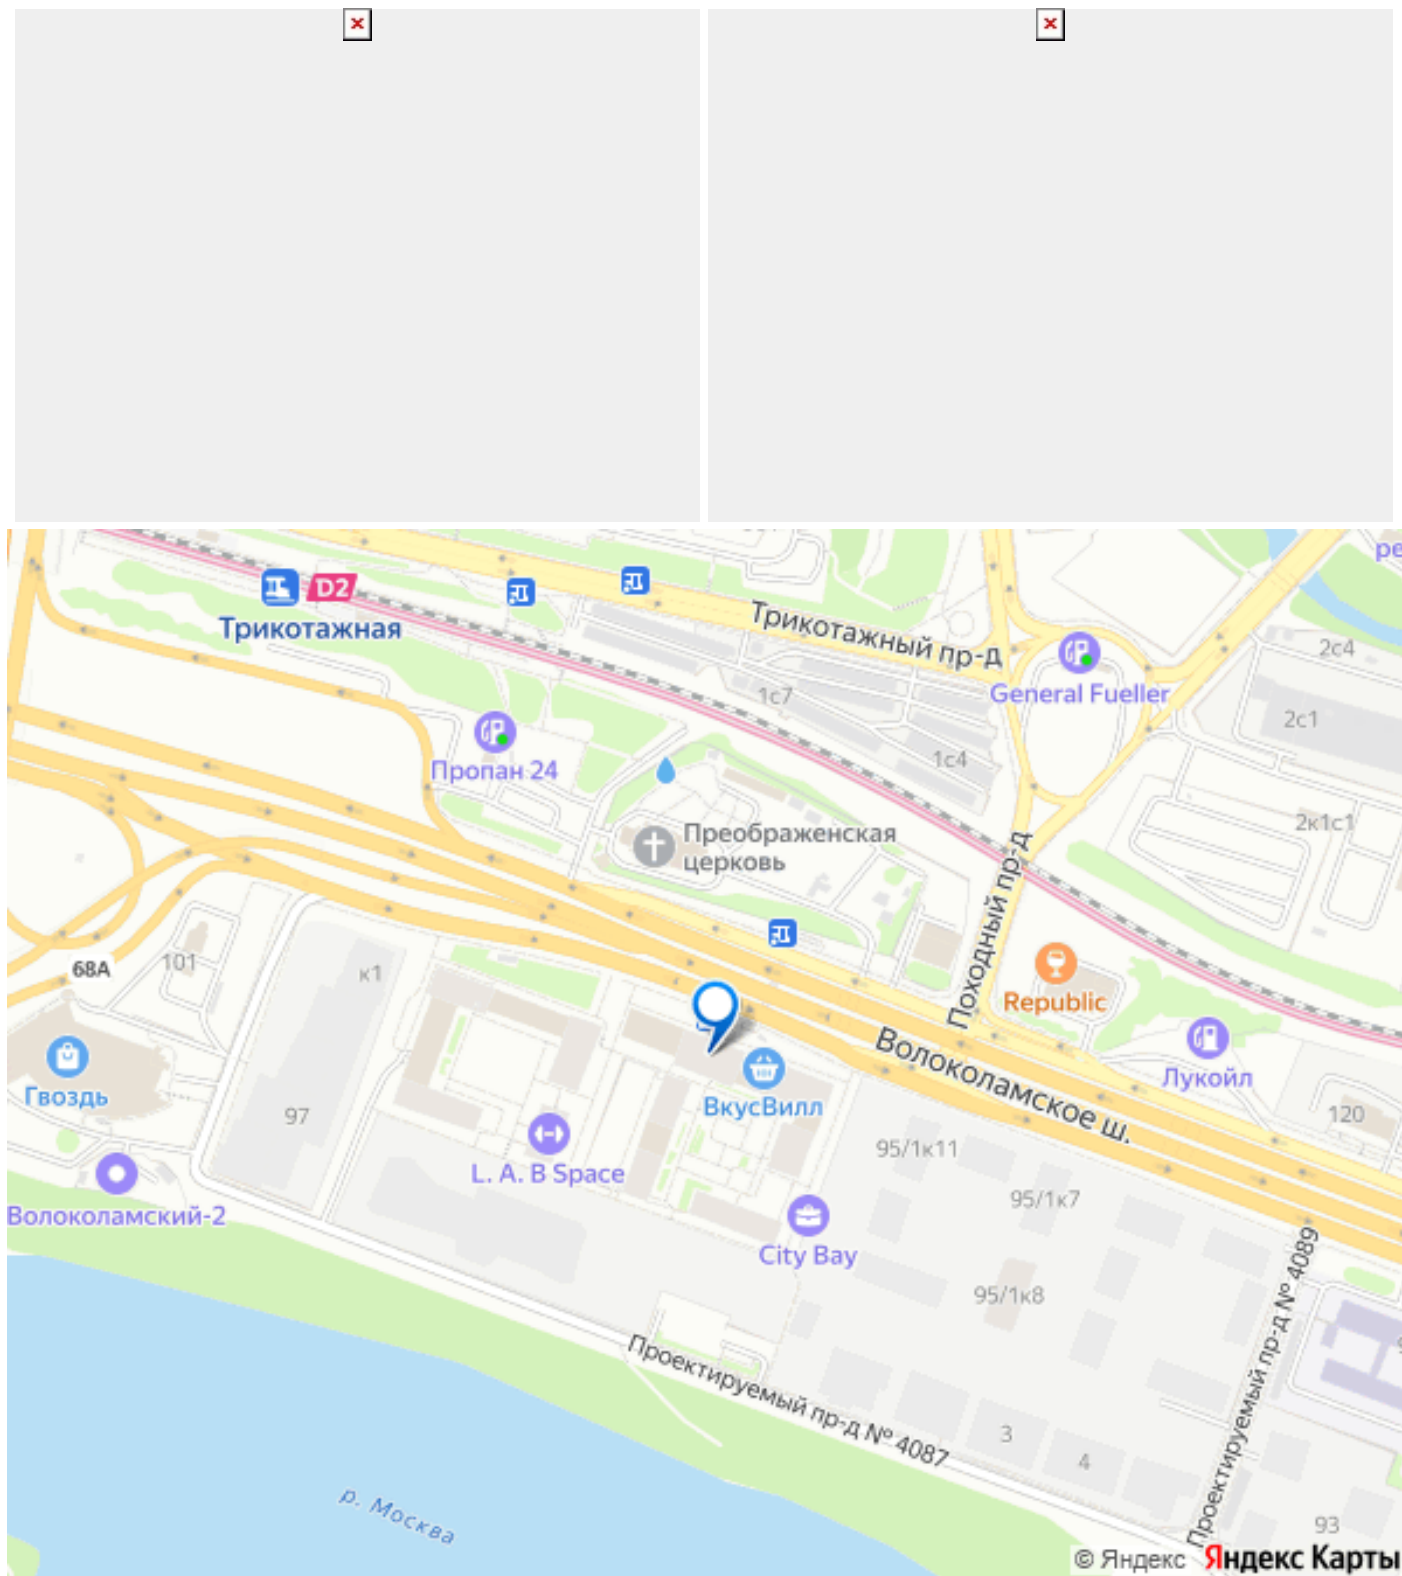 D2
Трикотажная
Трикотажный пр-д
General Fueller
2с4
2с1
1с7
1с4
2к1с1
Пропан 24
Преображенская
церковь
Походный пр-д
Republic
68А
101
к1
Гвоздь
97
Волоколамское ш.
Лукойл
120
ВкусВилл
L. A. B Space
95/1к11
95/1к7
Волоколамский-2
City Bay
95/1к8
Проектируемый пр-д № 4089
Проектируемый пр-д № 4087
3
4
93
р. Москва
© Яндекс
Яндекс Карты